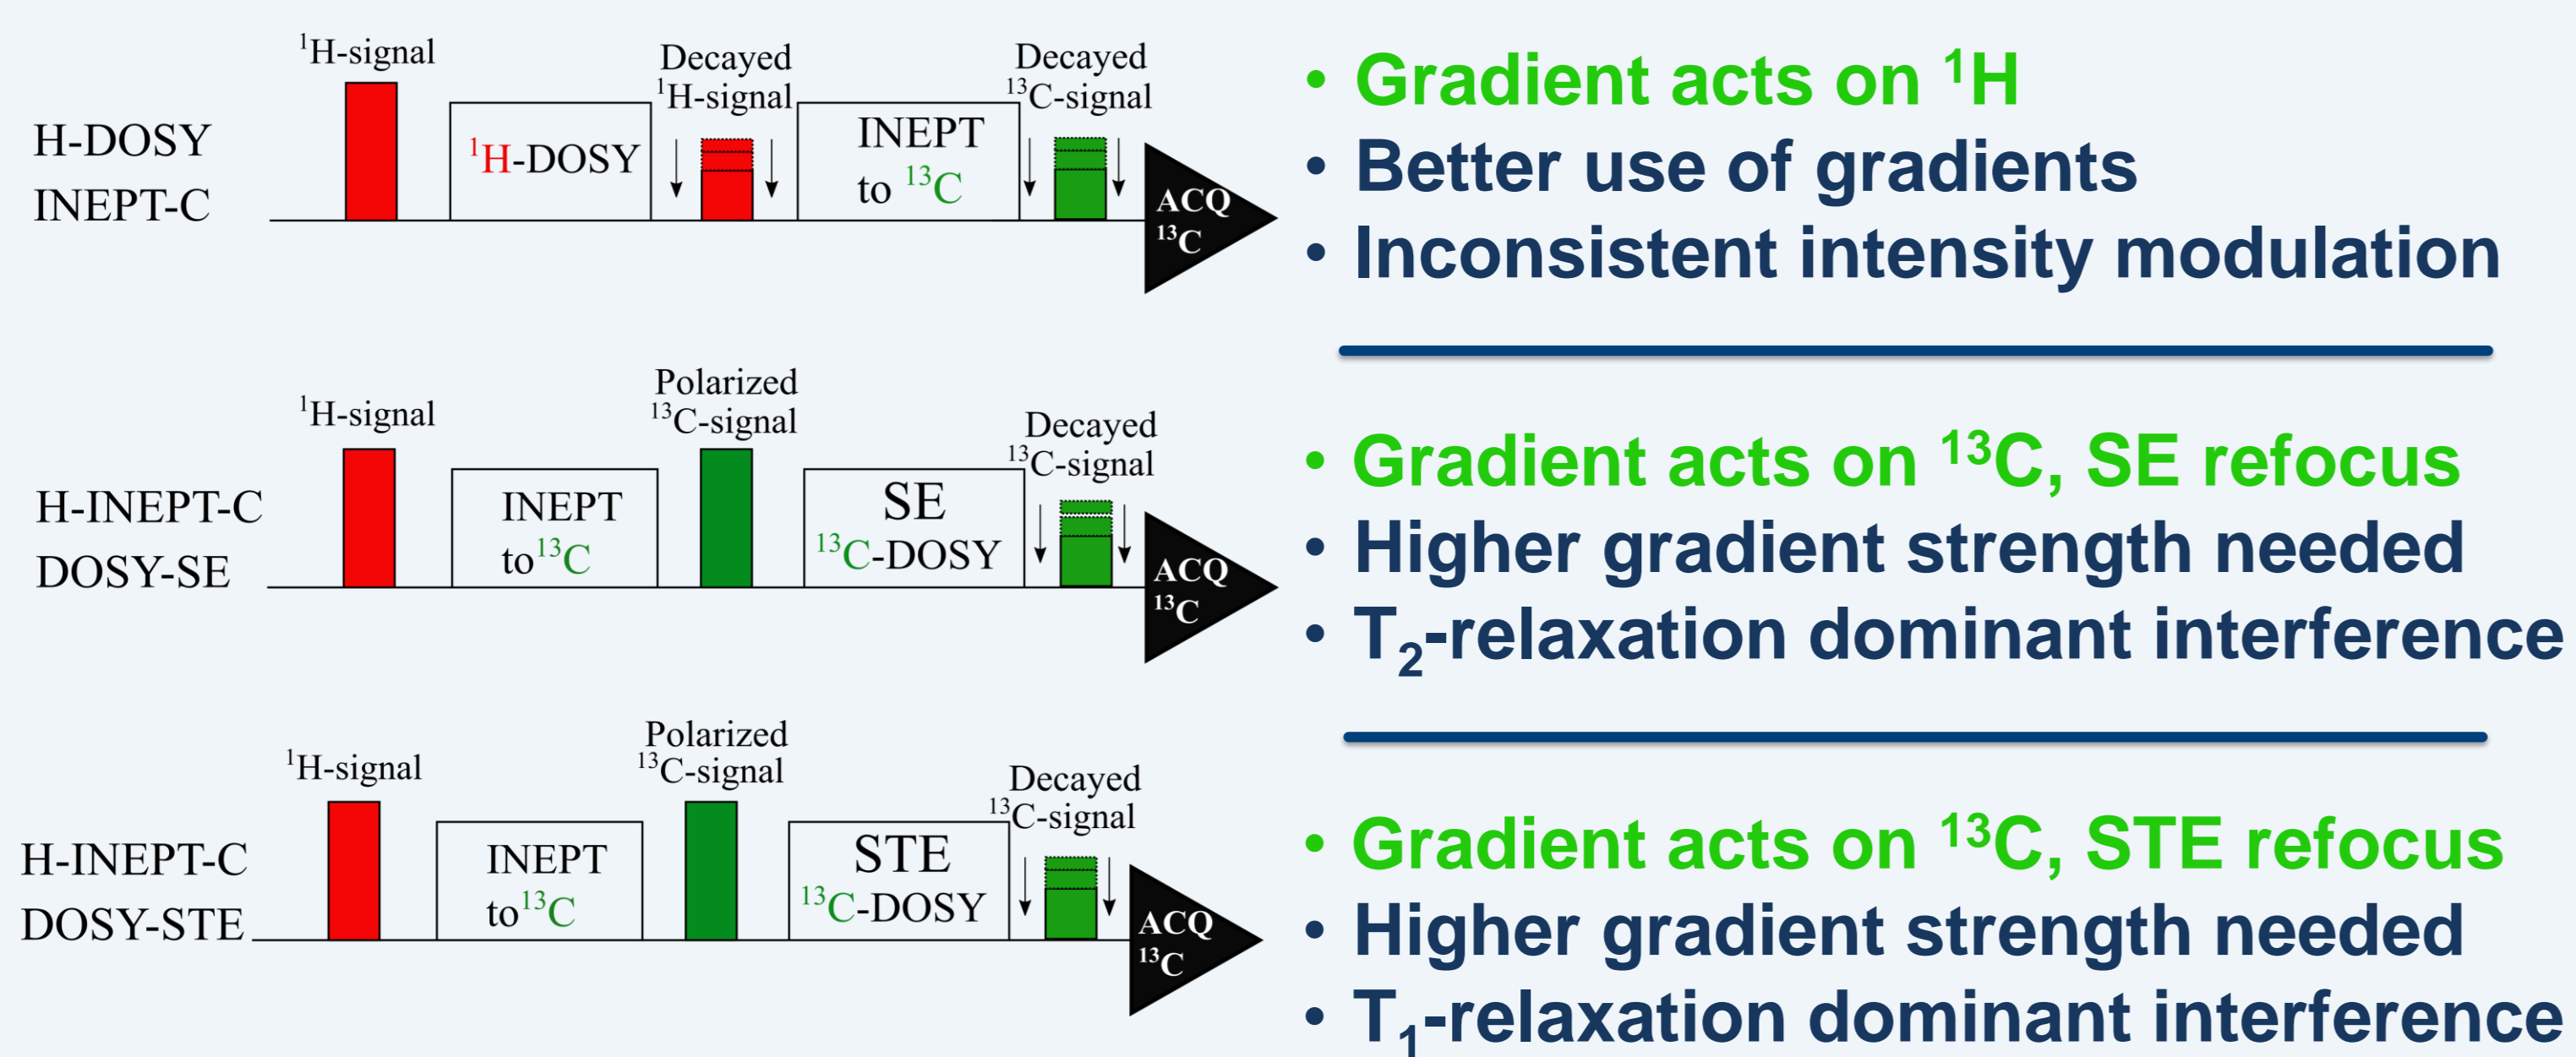 ¹H-signal
Decayed
¹H-signal
Decayed
¹³C-signal
H-DOSY
INEPT-C
¹H-DOSY
INEPT
to ¹³C
ACQ
¹³C
• Gradient acts on ¹H
• Better use of gradients
• Inconsistent intensity modulation
¹H-signal
Polarized
¹³C-signal
Decayed
¹³C-signal
H-INEPT-C
DOSY-SE
INEPT
to¹³C
SE
¹³C-DOSY
ACQ
¹³C
• Gradient acts on ¹³C, SE refocus
• Higher gradient strength needed
• T₂-relaxation dominant interference
¹H-signal
Polarized
¹³C-signal
Decayed
¹³C-signal
H-INEPT-C
DOSY-STE
INEPT
to¹³C
STE
¹³C-DOSY
ACQ
¹³C
• Gradient acts on ¹³C, STE refocus
• Higher gradient strength needed
• T₁-relaxation dominant interference